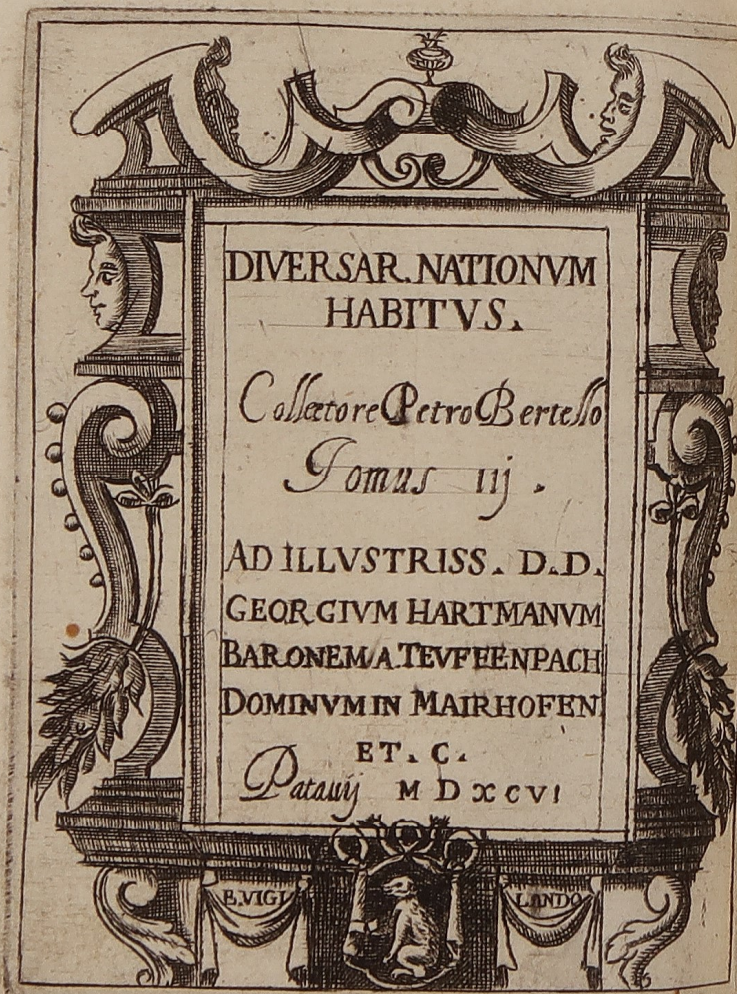 DIVERSAR. NATIONVM
HABITVS.
Collectore Petro Bertello
Tomus iij.
AD ILLVSTRISS. D.D.
GEORGIVM HARTMANVM
BARONEM A TEVFEENPACH
DOMINVM IN MAIRHOFEN
ET. C.
Patauij MDXCVI
E.VIGI LANDO